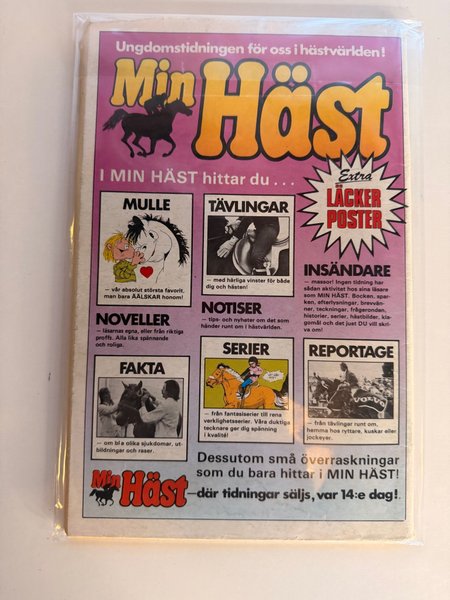 Ungdomstidningen för oss i hästvärlden!
Min Häst
I MIN HÄST hittar du . . .
Extra
LÄCKER
POSTER
MULLE
— vår absolut största favorit.
man bara ÄÄLSKAR honom!
TÄVLINGAR
— med härliga vinster för både
dig och hästen!
INSÄNDARE
— massor! Ingen tidning har
sådan aktivitet hos sina läsare
som MIN HÄST. Bocken, spar-
ken, efterlysningar, brevvän-
ner, teckningar, frågerondan,
historier, serier, hästbilder, kla-
gomål och det just DU vill skri-
va om!
NOVELLER
— läsarnas egna, eller från riktiga
proffs. Alla lika spännande
och roliga.
NOTISER
— tips- och nyheter om det som
händer runt om i hästvärlden.
FAKTA
— om bl a olika sjukdomar, ut-
bildningar och raser.
SERIER
— från fantasiserier till rena
verklighetsserier. Våra duktiga
tecknare ger dig spänning
i kvalité!
REPORTAGE
— från tävlingar runt om,
hemma hos ryttare, kuskar eller
jockeyer.
Dessutom små överraskningar
som du bara hittar i MIN HÄST!
Min Häst —där tidningar säljs, var 14:e dag!